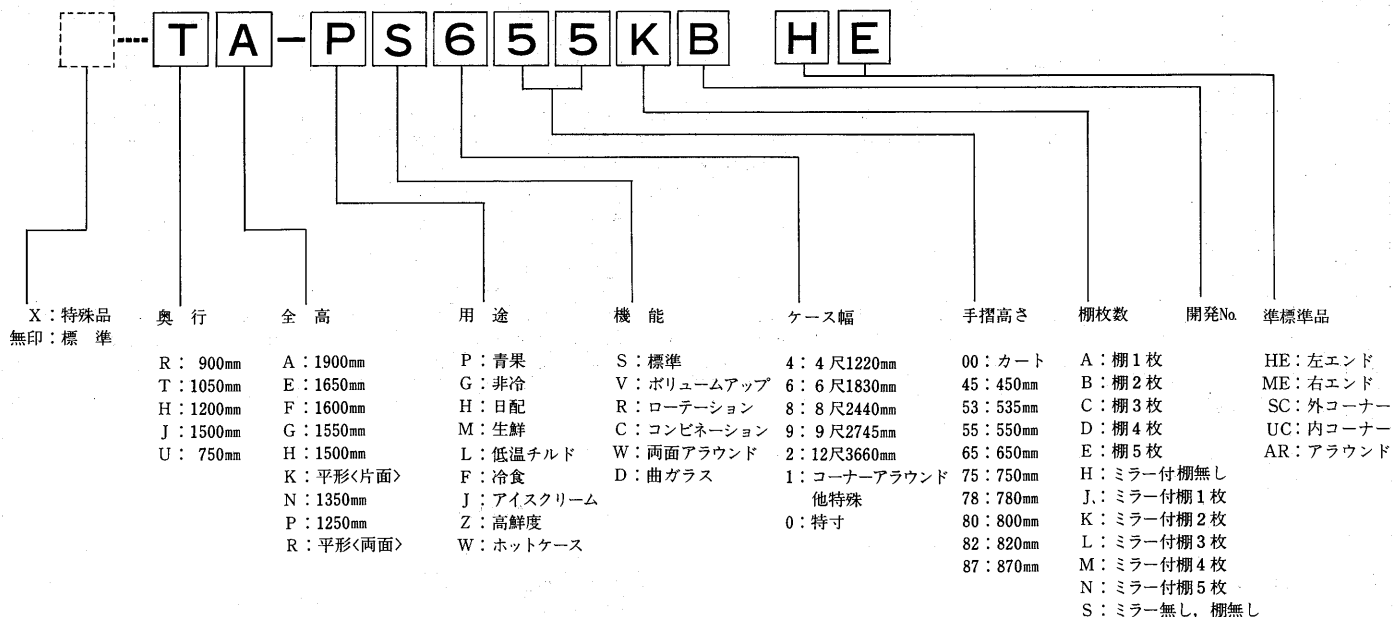 TA-PS655KB HE
X：特殊品
無印：標 準
奥 行
R： 900mm
T：1050mm
H：1200mm
J：1500mm
U： 750mm
全 高
A：1900mm
E：1650mm
F：1600mm
G：1550mm
H：1500mm
K：平形<片面>
N：1350mm
P：1250mm
R：平形<両面>
用 途
P：青果
G：非冷
H：日配
M：生鮮
L：低温チルド
F：冷食
J：アイスクリーム
Z：高鮮度
W：ホットケース
機 能
S：標準
V：ボリュームアップ
R：ローテーション
C：コンビネーション
W：両面アラウンド
D：曲ガラス
ケース幅
4：4尺1220mm
6：6尺1830mm
8：8尺2440mm
9：9尺2745mm
2：12尺3660mm
1：コーナーアラウンド
他特殊
0：特寸
手摺高さ
00：カート
45：450mm
53：535mm
55：550mm
65：650mm
75：750mm
78：780mm
80：800mm
82：820mm
87：870mm
棚枚数
A：棚1枚
B：棚2枚
C：棚3枚
D：棚4枚
E：棚5枚
H：ミラー付棚無し
J：ミラー付棚1枚
K：ミラー付棚2枚
L：ミラー付棚3枚
M：ミラー付棚4枚
N：ミラー付棚5枚
S：ミラー無し，棚無し
開発No.
準標準品
HE：左エンド
ME：右エンド
SC：外コーナー
UC：内コーナー
AR：アラウンド